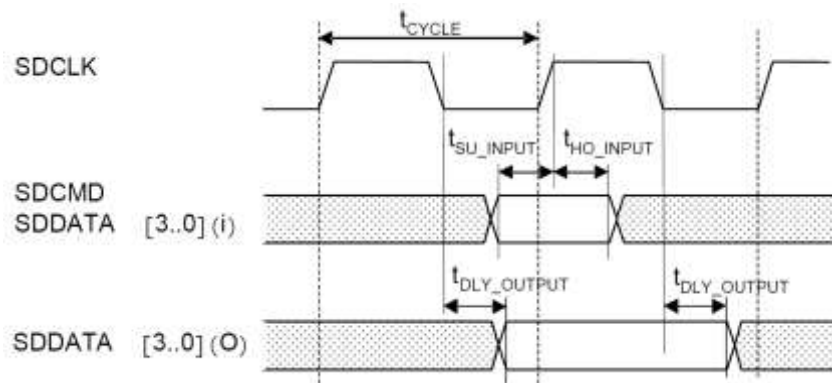 tCYCLE
SDCLK
tSU_INPUT tHO_INPUT
SDCMD
SDDATA [3..0](i)
tDLY_OUTPUT tDLY_OUTPUT
SDDATA [3..0](O)